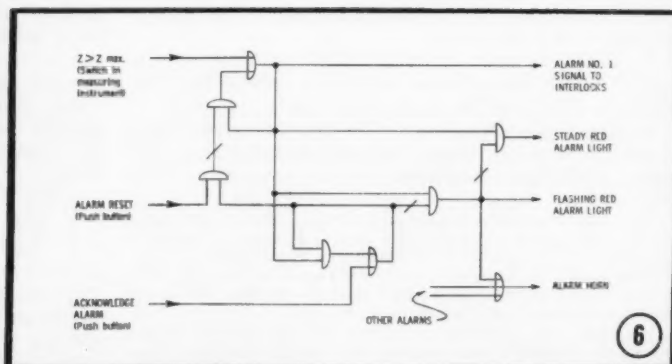 Z > Z max.
(Switch in
measuring
instrument)
ALARM RESET
(Push button)
ACKNOWLEDGE
ALARM
(Push button)
OTHER ALARMS
ALARM NO. 1
SIGNAL TO
INTERLOCKS
STEADY RED
ALARM LIGHT
FLASHING RED
ALARM LIGHT
ALARM HORN
6